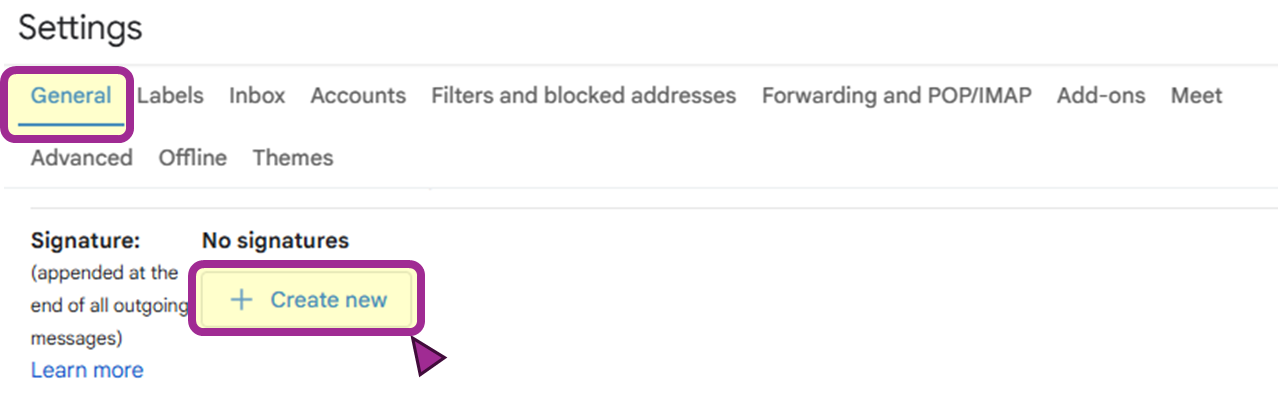 Settings
General Labels Inbox Accounts Filters and blocked addresses Forwarding and POP/IMAP Add-ons Meet
Advanced Offline Themes
Signature: No signatures
(appended at the
end of all outgoing
messages)
+ Create new
Learn more